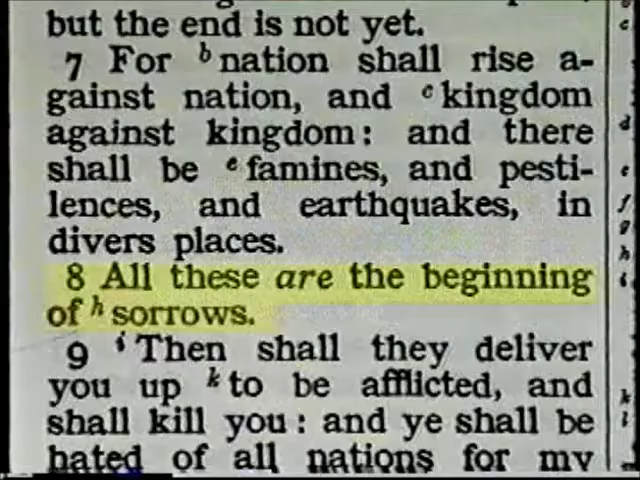 but the end is not yet.
7 For b nation shall rise a-
gainst nation, and c kingdom
against kingdom: and there
shall be e famines, and pesti-
lences, and earthquakes, in
divers places.
8 All these are the beginning
of h sorrows.
9 i Then shall they deliver
you up k to be afflicted, and
shall kill you: and ye shall be
hated of all nations for my